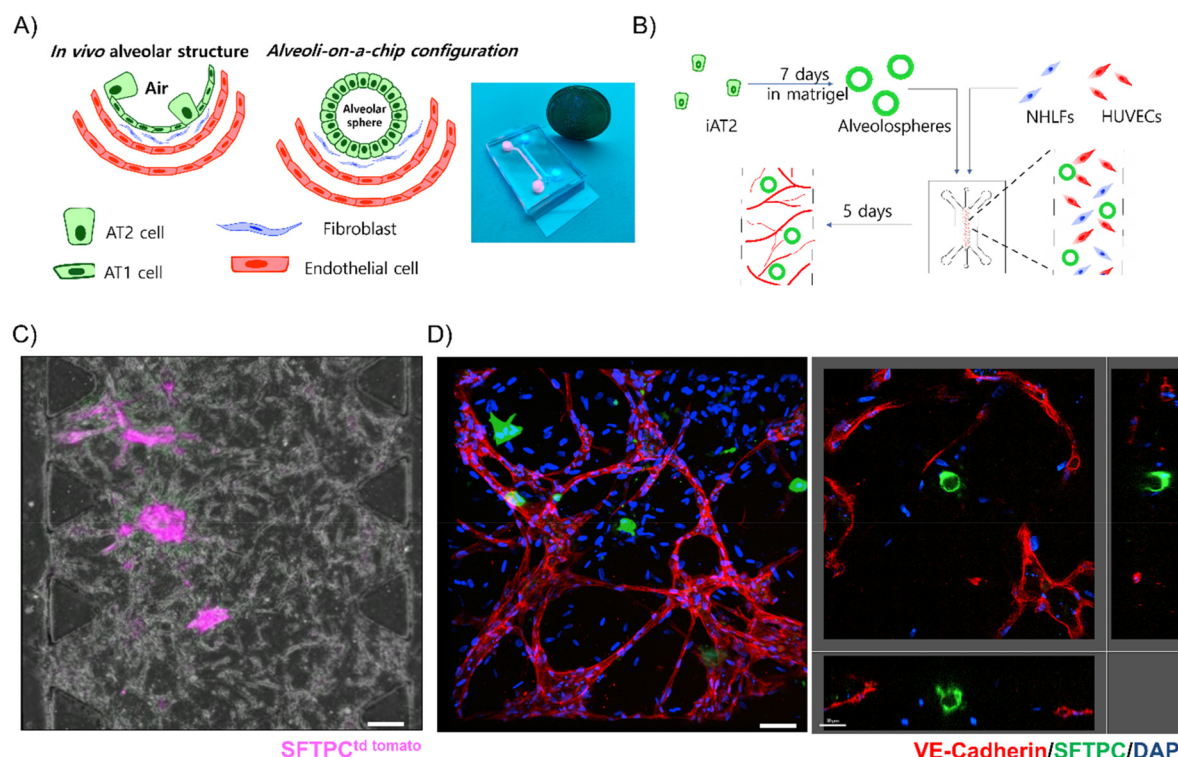 A)
In vivo alveolar structure
Alveoli-on-a-chip configuration
Air
Alveolar
sphere
AT2 cell
Fibroblast
AT1 cell
Endothelial cell
B)
7 days
in matrigel
iAT2
Alveolospheres
NHLFs
HUVECs
5 days
C)
SFTPCtd tomato
D)
VE-Cadherin/SFTPC/DAP